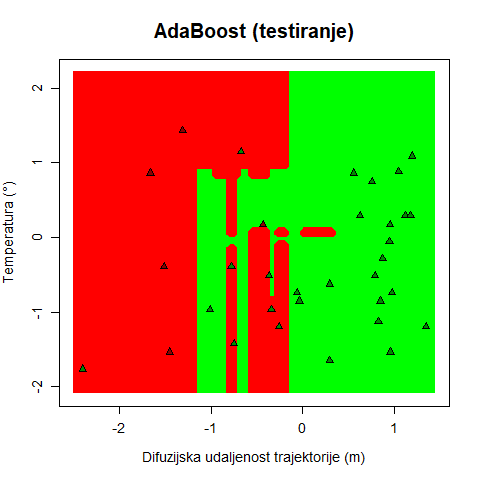 AdaBoost (testiranje)
Temperatura (°)
2
1
0
-1
-2
-2 -1 0 1
Difuzijska udaljenost trajektorije (m)